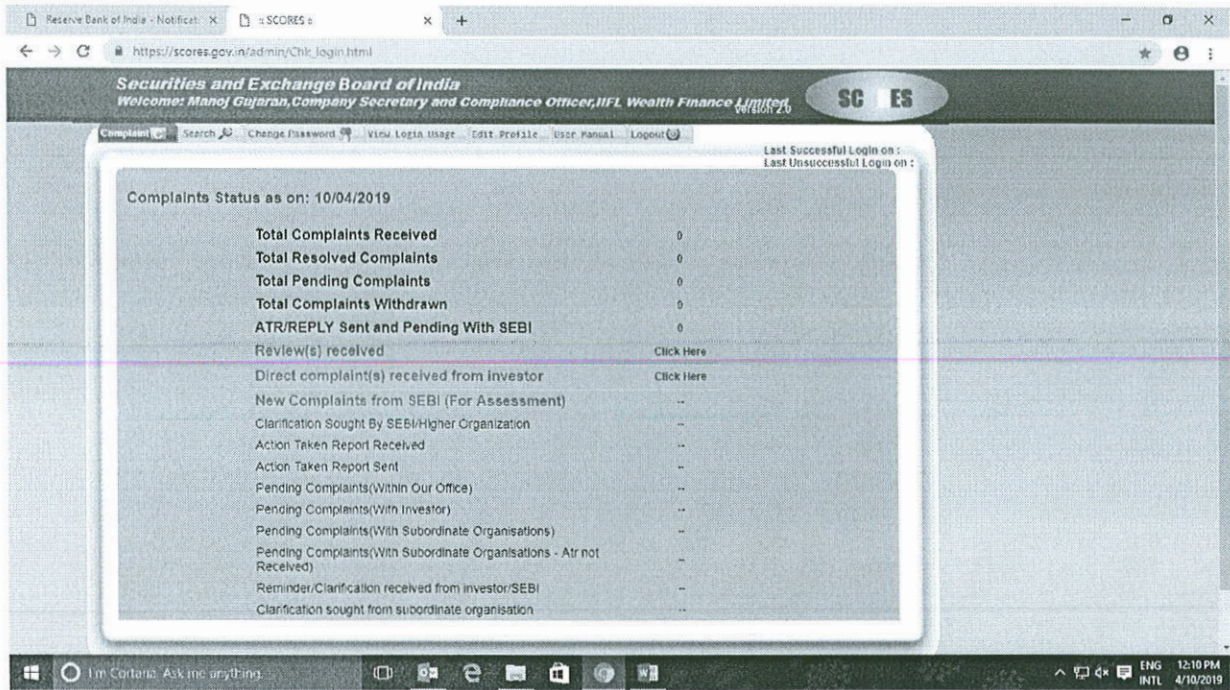 Reserve Bank of India - Notificati
:: SCORES ::
https://scores.gov.in/admin/Chk_login.html
Securities and Exchange Board of India
Welcome: Manoj Gujaran,Company Secretary and Compliance Officer,IIFL Wealth Finance Limited,
Version 2.0
SC ES
Complaint Search Change Password View Login Usage Edit Profile User Manual Logout
Last Successful Login on :
Last Unsuccessful Login on :
Complaints Status as on: 10/04/2019
Total Complaints Received 0
Total Resolved Complaints 0
Total Pending Complaints 0
Total Complaints Withdrawn 0
ATR/REPLY Sent and Pending With SEBI 0
Review(s) received Click Here
Direct complaint(s) received from investor Click Here
New Complaints from SEBI (For Assessment) --
Clarification Sought By SEBI/Higher Organization --
Action Taken Report Received --
Action Taken Report Sent --
Pending Complaints(Within Our Office) --
Pending Complaints(With Investor) --
Pending Complaints(With Subordinate Organisations) --
Pending Complaints(With Subordinate Organisations - Atr not
Received) --
Reminder/Clarification received from investor/SEBI --
Clarification sought from subordinate organisation --
I'm Cortana. Ask me anything.
ENG 12:10 PM
INTL 4/10/2019